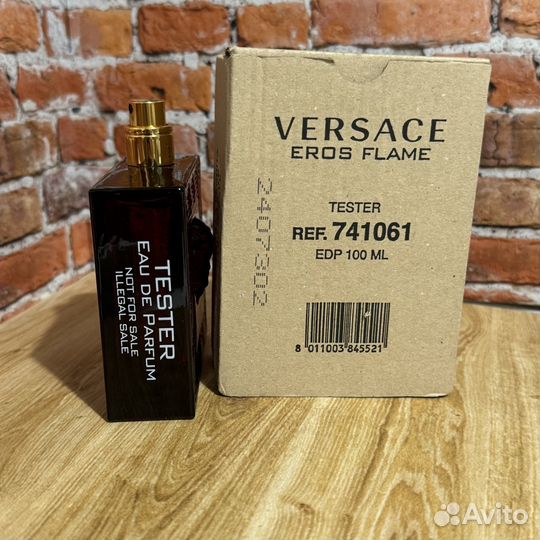 TESTER
EAU DE PARFUM
NOT FOR SALE
ILLEGAL SALE
VERSACE
EROS FLAME
TESTER
REF. 741061
EDP 100 ML
8 011003 845521
2407302
Avito